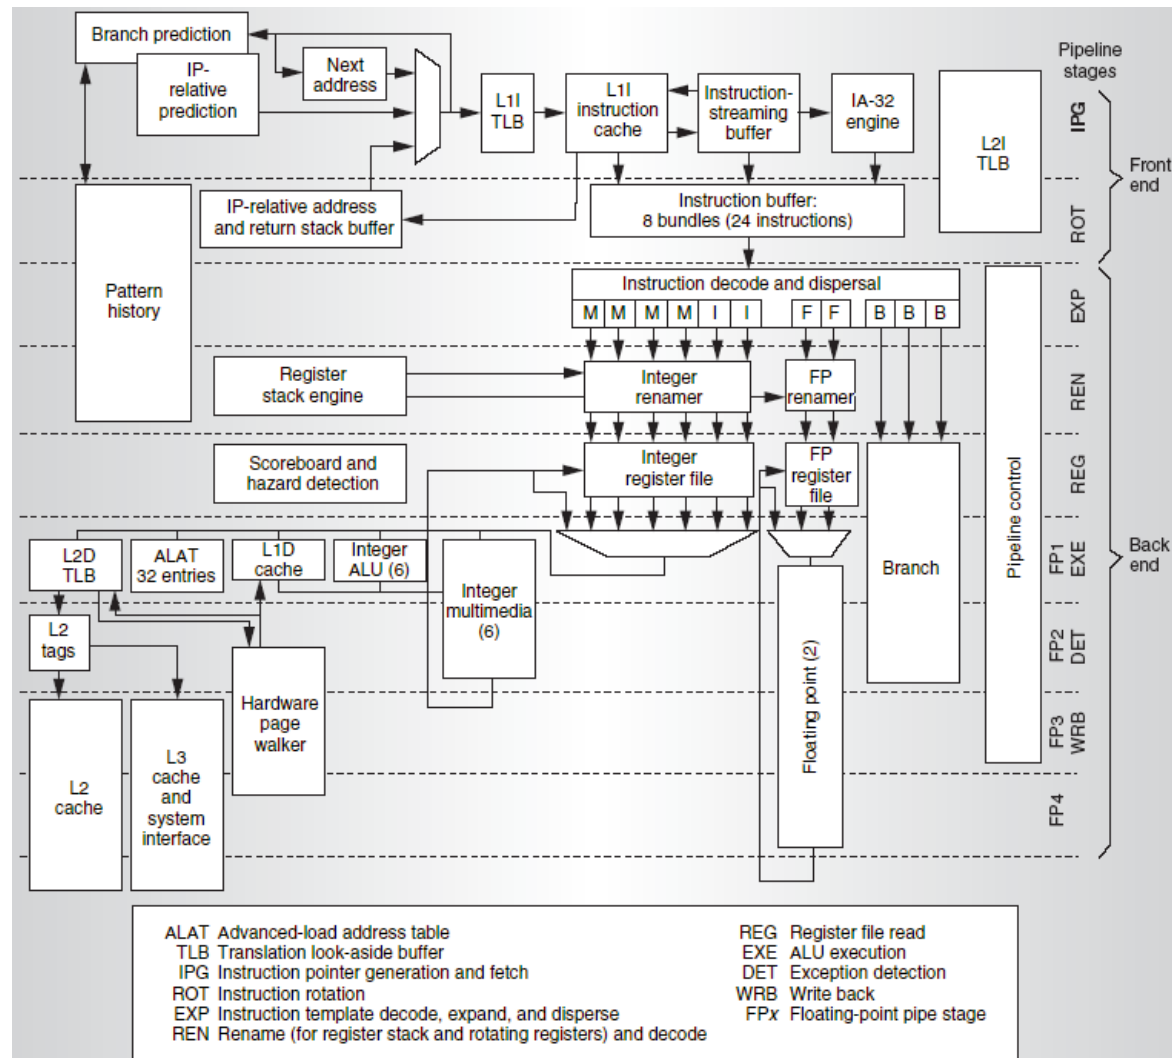 Branch prediction
IP-
relative
prediction
Next
address
L1I
TLB
L1I
instruction
cache
Instruction-
streaming
buffer
IA-32
engine
L2I
TLB
Pipeline
stages
IPG
Front
end
IP-relative address
and return stack buffer
Instruction buffer:
8 bundles (24 instructions)
ROT
Pattern
history
Instruction decode and dispersal
M M M M I I F F B B B
EXP
Register
stack engine
Integer
renamer
FP
renamer
REN
Scoreboard and
hazard detection
Integer
register file
FP
register
file
REG
Pipeline control
L2D
TLB
ALAT
32 entries
L1D
cache
Integer
ALU (6)
Integer
multimedia
(6)
Branch
FP1
EXE
Back
end
L2
tags
Hardware
page
walker
Floating point (2)
FP2
DET
L2
cache
L3
cache
and
system
interface
FP3
WRB
FP4
ALAT Advanced-load address table
TLB Translation look-aside buffer
IPG Instruction pointer generation and fetch
ROT Instruction rotation
EXP Instruction template decode, expand, and disperse
REN Rename (for register stack and rotating registers) and decode
REG Register file read
EXE ALU execution
DET Exception detection
WRB Write back
FPx Floating-point pipe stage